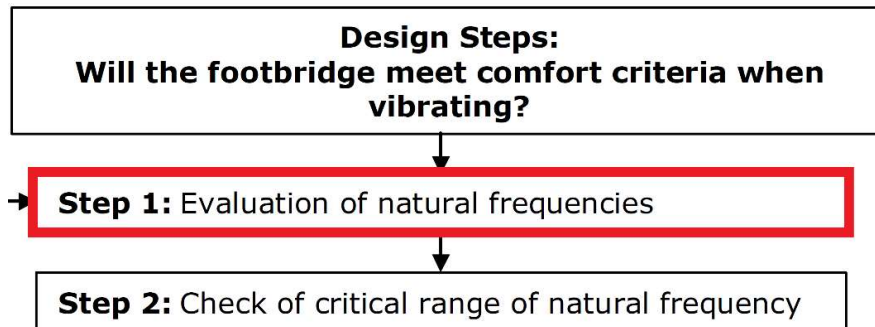 Design Steps:
Will the footbridge meet comfort criteria when
vibrating?
Step 1: Evaluation of natural frequencies
Step 2: Check of critical range of natural frequency